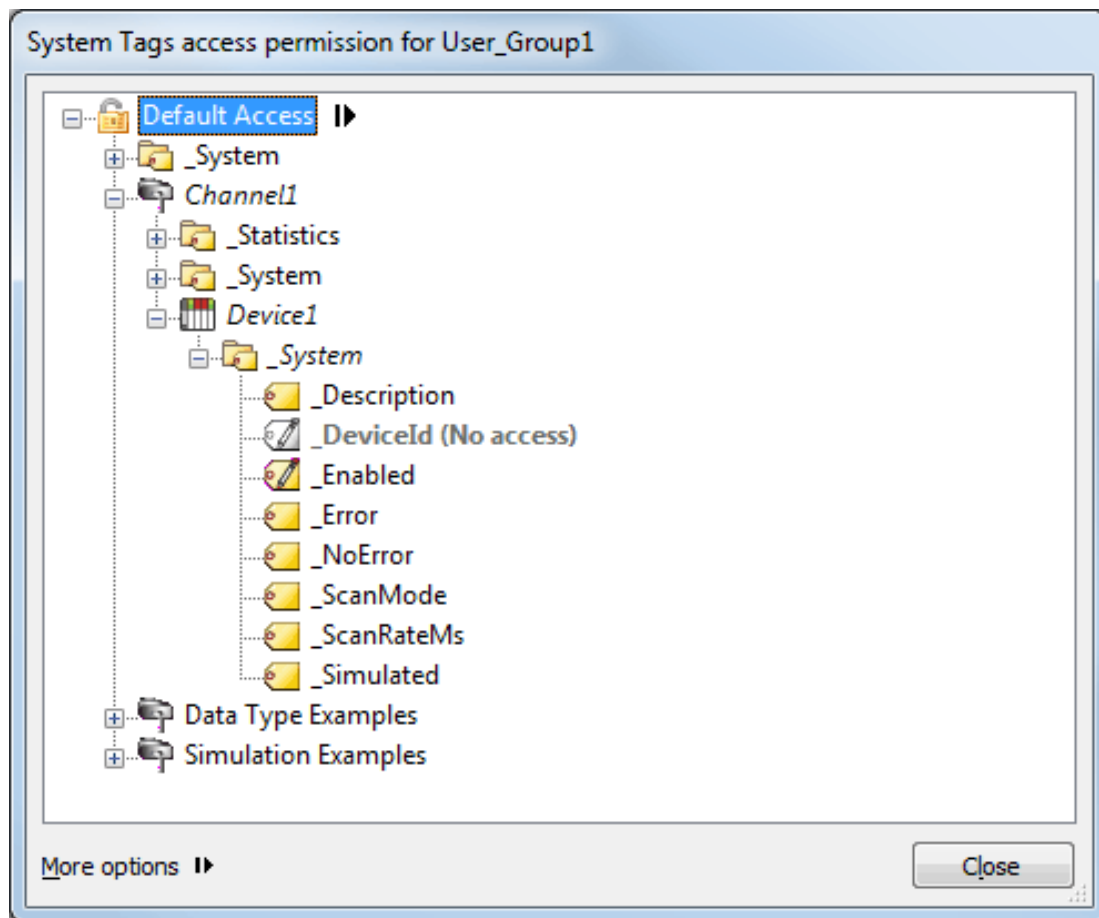 System Tags access permission for User_Group1
Default Access
_System
Channel1
_Statistics
_System
Device1
_System
_Description
_DeviceId (No access)
_Enabled
_Error
_NoError
_ScanMode
_ScanRateMs
_Simulated
Data Type Examples
Simulation Examples
More options
Close